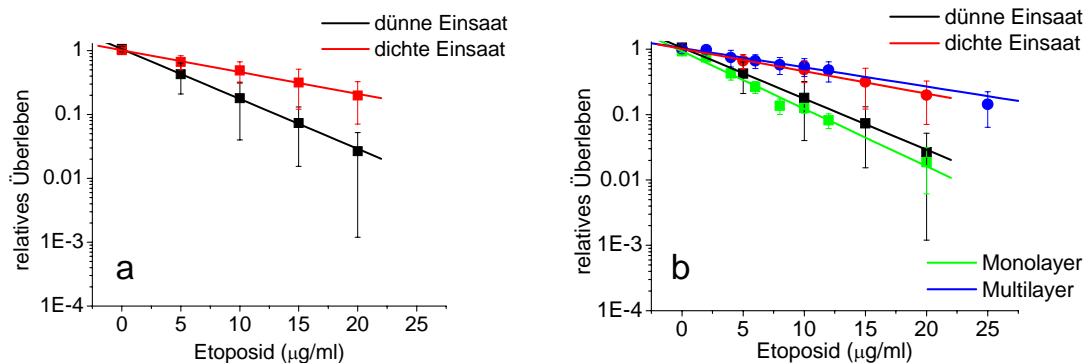 dünne Einsaat
dichte Einsaat
1
0.1
0.01
1E-3
1E-4
relatives Überleben
a
0 5 10 15 20 25
Etoposid (μg/ml)
dünne Einsaat
dichte Einsaat
1
0.1
0.01
1E-3
1E-4
relatives Überleben
b
Monolayer
Multilayer
0 5 10 15 20 25
Etoposid (μg/ml)